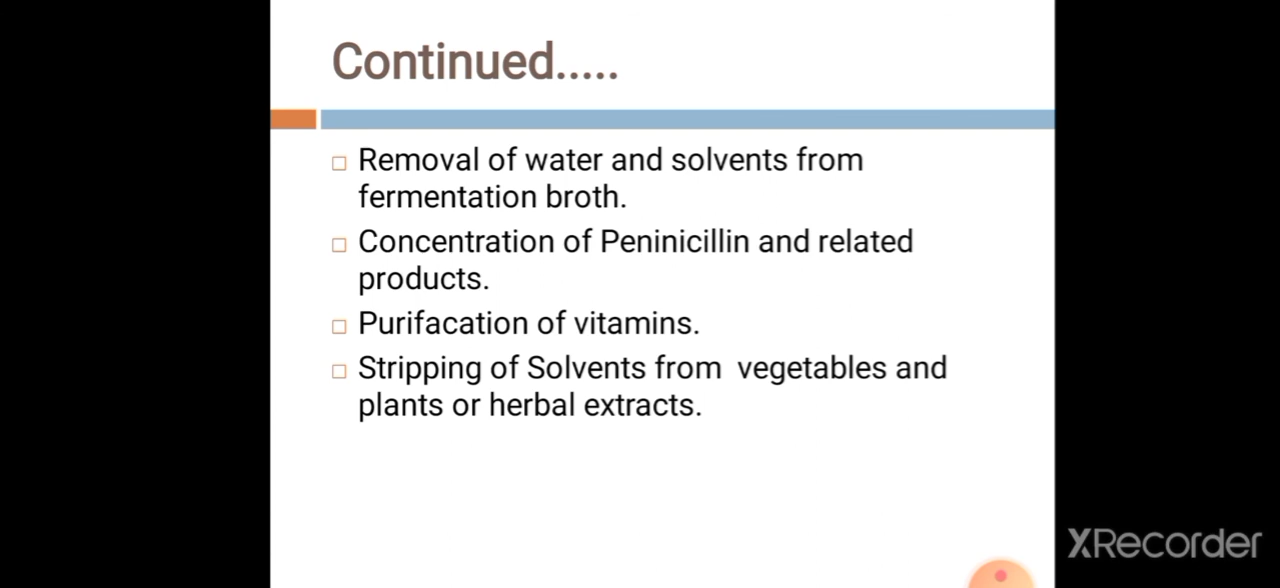 Continued.....
Removal of water and solvents from
fermentation broth.
Concentration of Peninicillin and related
products.
Purifacation of vitamins.
Stripping of Solvents from  vegetables and
plants or herbal extracts.
XRecorder